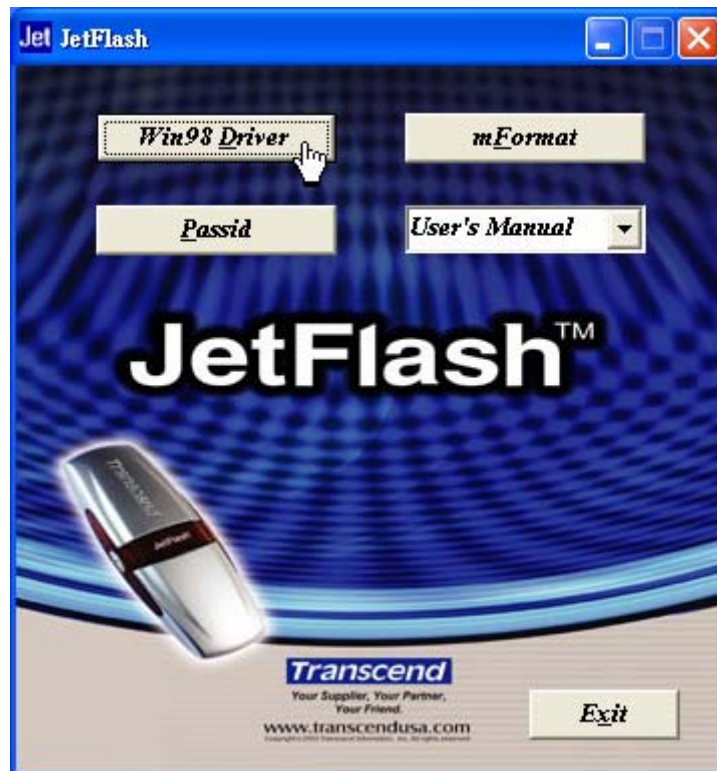 Jet JetFlash
Win98 Driver
mFormat
Passid
User's Manual
JetFlash™
Transcend
JetFlash
Transcend
Your Supplier, Your Partner,
Your Friend.
www.transcendusa.com
Exit